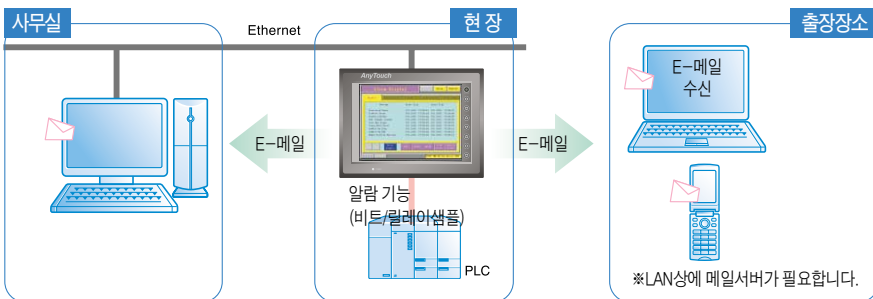 사무실
Ethernet
현 장
출장장소
AnyTouch
E-메일
수신
E-메일
E-메일
알람 기능
(비트/릴레이샘플)
PLC
※LAN상에 메일서버가 필요합니다.